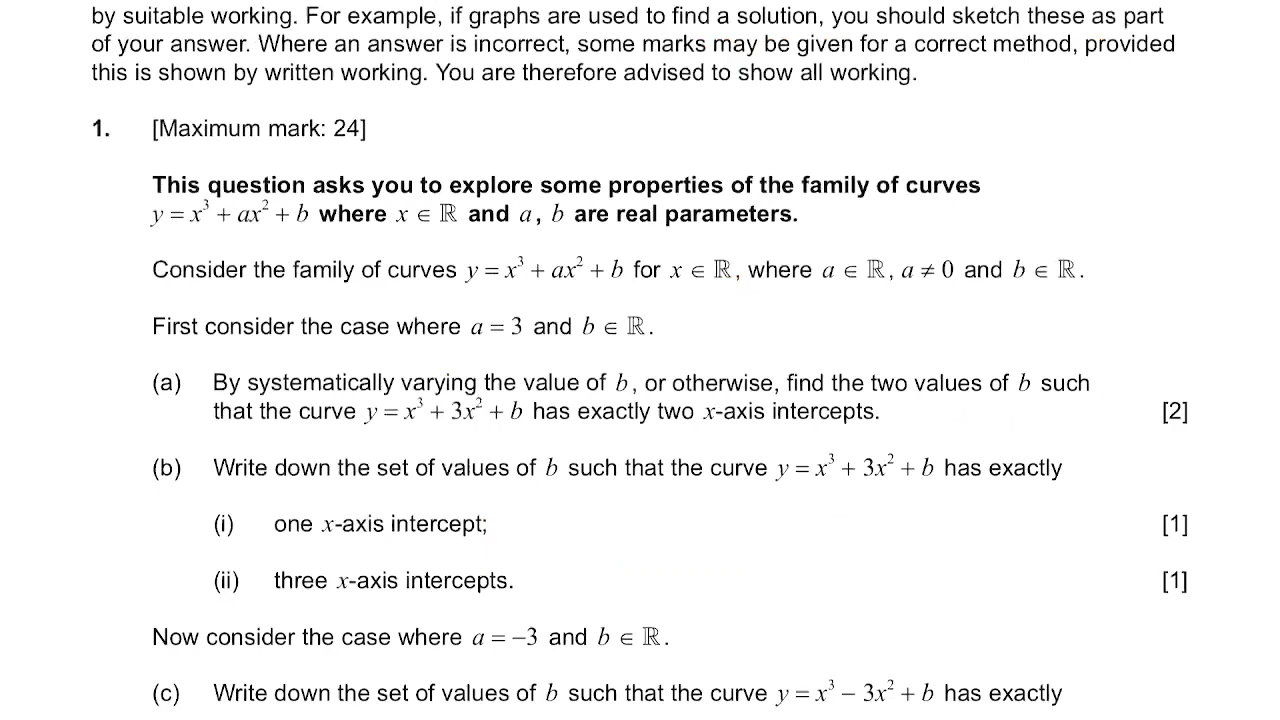 by suitable working. For example, if graphs are used to find a solution, you should sketch these as part
of your answer. Where an answer is incorrect, some marks may be given for a correct method, provided
this is shown by written working. You are therefore advised to show all working.
1. [Maximum mark: 24]
This question asks you to explore some properties of the family of curves
y = x³ + ax² + b where x ∈ ℝ and a, b are real parameters.
Consider the family of curves y = x³ + ax² + b for x ∈ ℝ, where a ∈ ℝ, a ≠ 0 and b ∈ ℝ.
First consider the case where a = 3 and b ∈ ℝ.
(a) By systematically varying the value of b, or otherwise, find the two values of b such
that the curve y = x³ + 3x² + b has exactly two x-axis intercepts. [2]
(b) Write down the set of values of b such that the curve y = x³ + 3x² + b has exactly
(i) one x-axis intercept; [1]
(ii) three x-axis intercepts. [1]
Now consider the case where a = −3 and b ∈ ℝ.
(c) Write down the set of values of b such that the curve y = x³ − 3x² + b has exactly